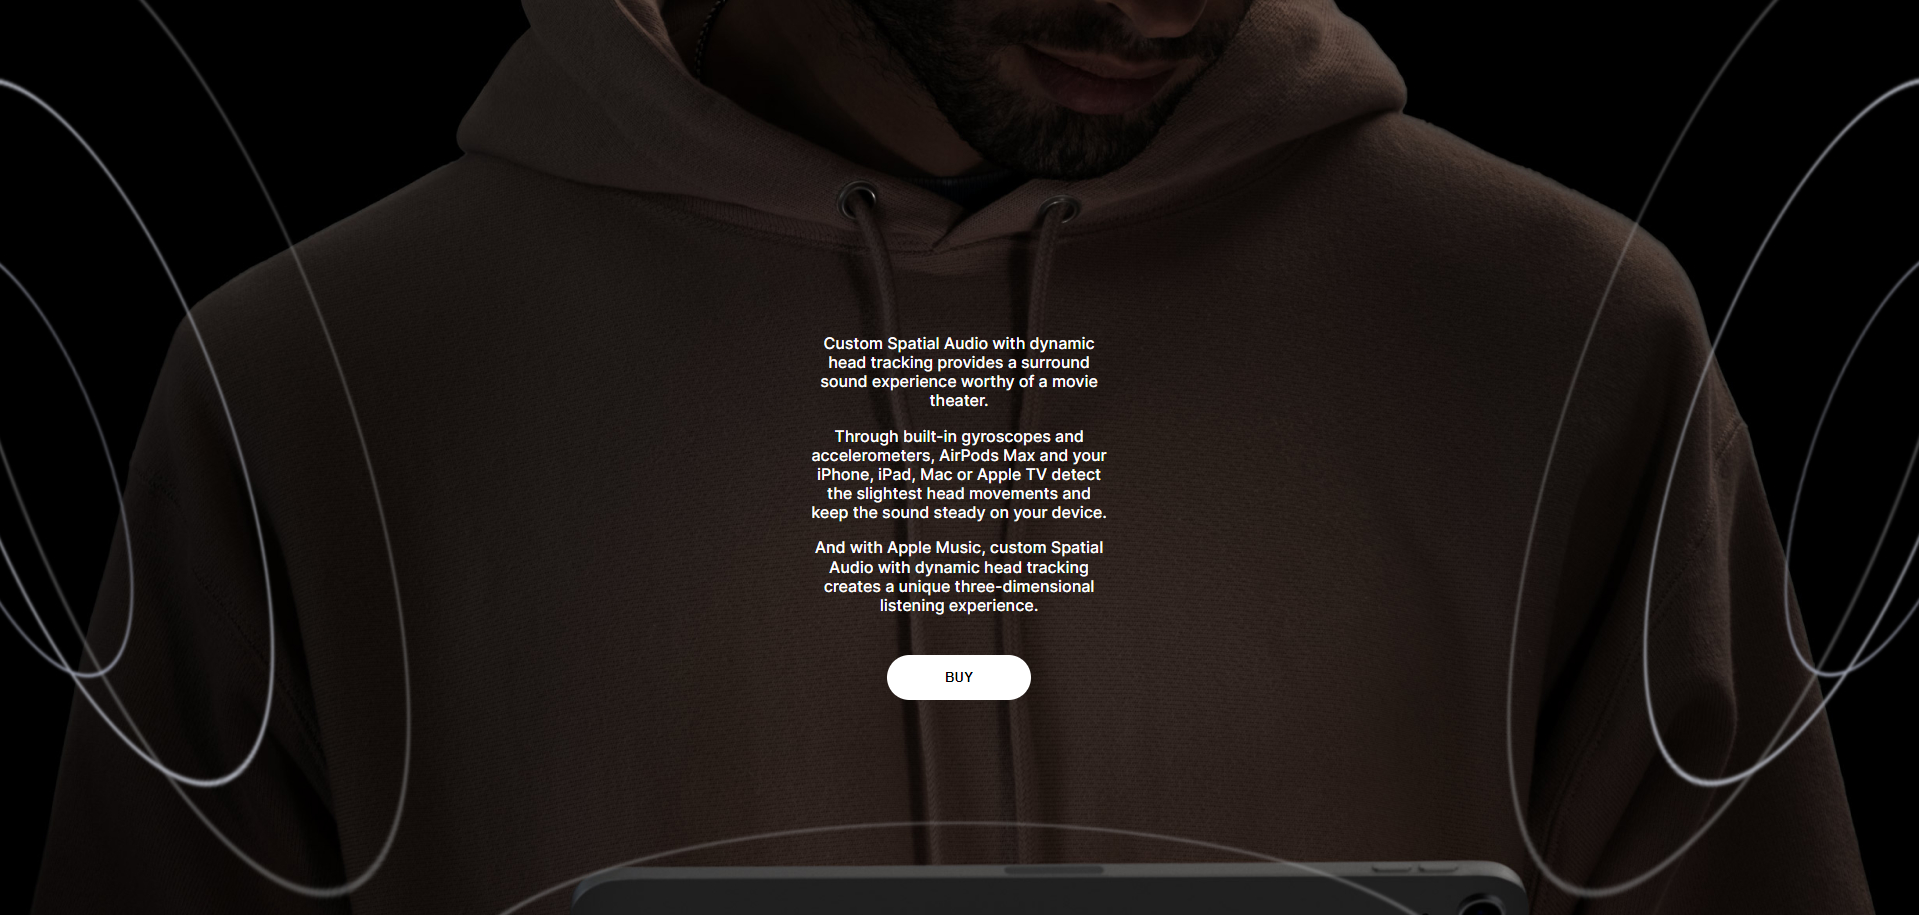 Custom Spatial Audio with dynamic
head tracking provides a surround
sound experience worthy of a movie
theater.
Through built-in gyroscopes and
accelerometers, AirPods Max and your
iPhone, iPad, Mac or Apple TV detect
the slightest head movements and
keep the sound steady on your device.
And with Apple Music, custom Spatial
Audio with dynamic head tracking
creates a unique three-dimensional
listening experience.
BUY